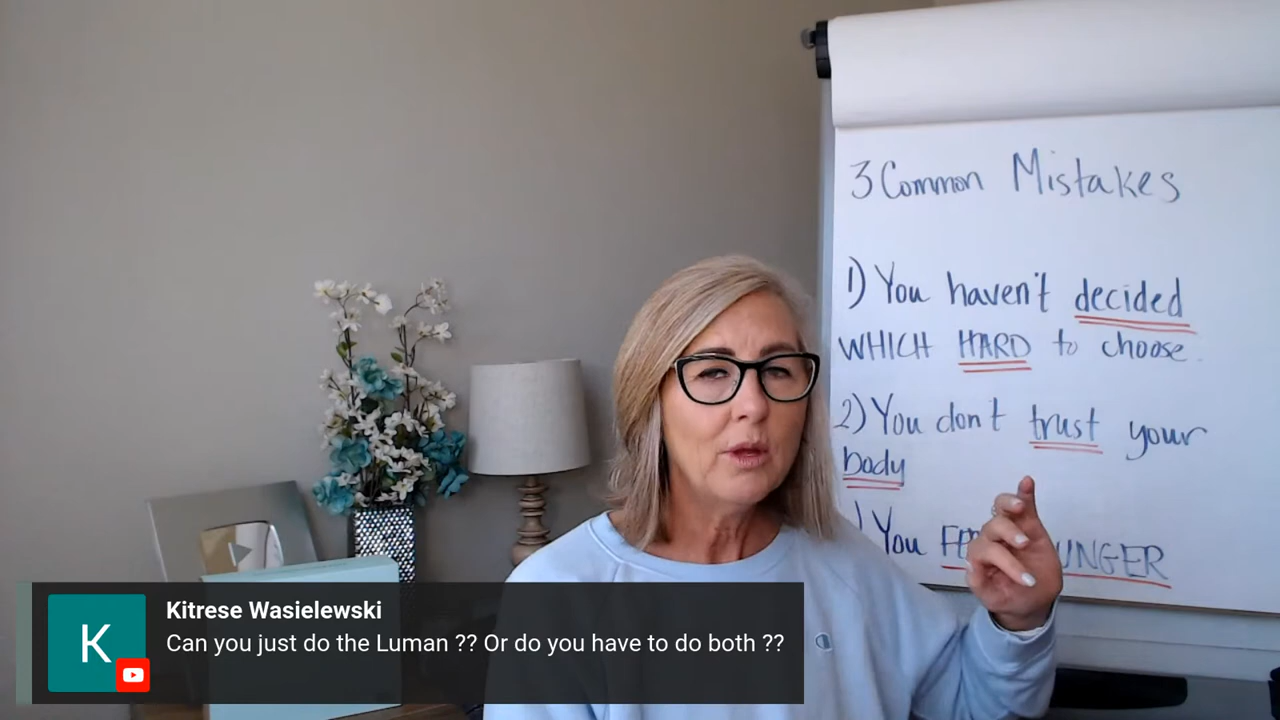 3 Common Mistakes
1) You haven't decided
WHICH HARD to choose.
2) You don't trust your
body
You
Kitrese Wasielewski
Can you just do the Luman ?? Or do you have to do both ??
K